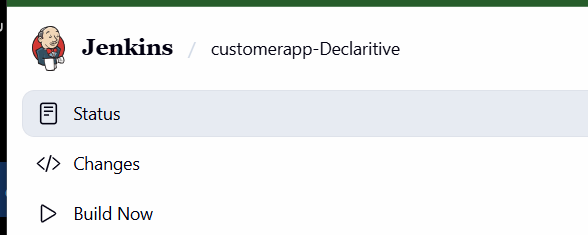 Jenkins / customerapp-Declaritive
Status
Changes
Build Now